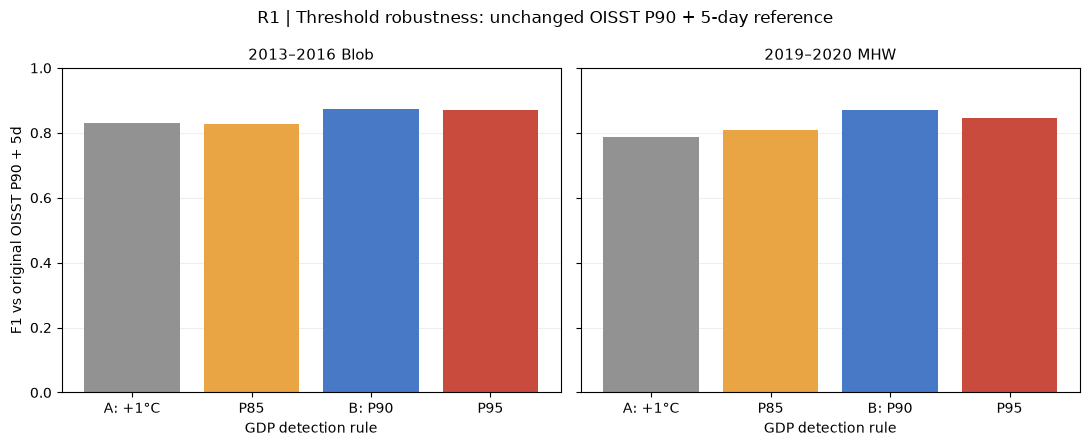 R1 | Threshold robustness: unchanged OISST P90 + 5-day reference
2013–2016 Blob
2019–2020 MHW
F1 vs original OISST P90 + 5d
1.0
0.8
0.6
0.4
0.2
0.0
A: +1°C P85 B: P90 P95
A: +1°C P85 B: P90 P95
GDP detection rule
GDP detection rule